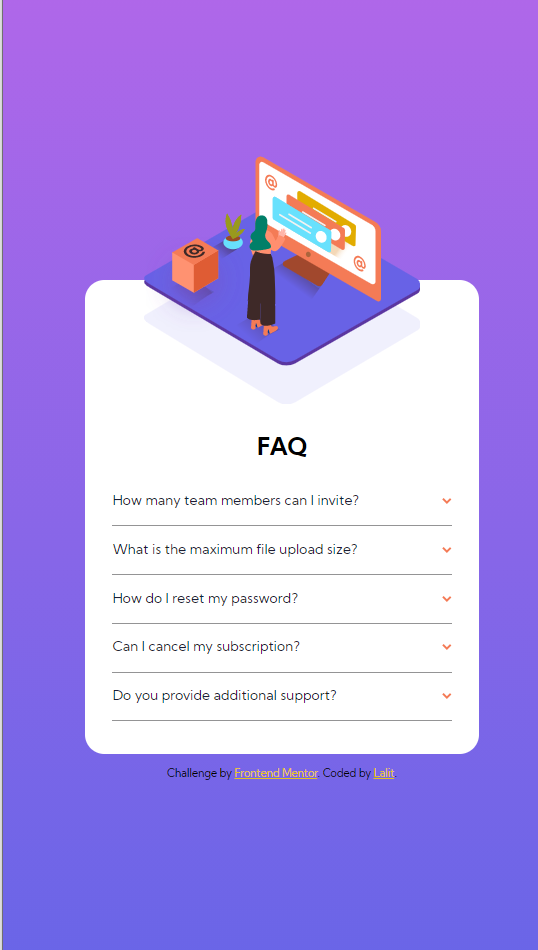 @
@
@
FAQ
How many team members can I invite?
What is the maximum file upload size?
How do I reset my password?
Can I cancel my subscription?
Do you provide additional support?
Challenge by Frontend Mentor. Coded by Lalit.